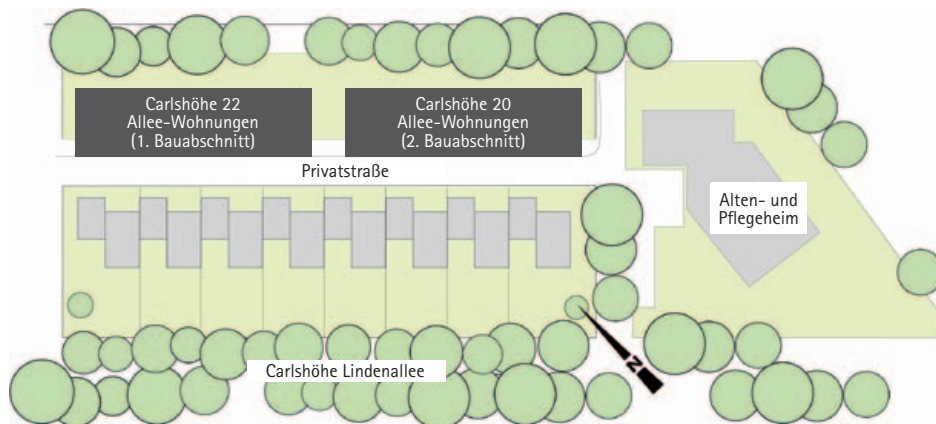 Carlshöhe 22
Allee-Wohnungen
(1. Bauabschnitt)
Carlshöhe 20
Allee-Wohnungen
(2. Bauabschnitt)
Privatstraße
Alten- und
Pflegeheim
Carlshöhe Lindenallee
N